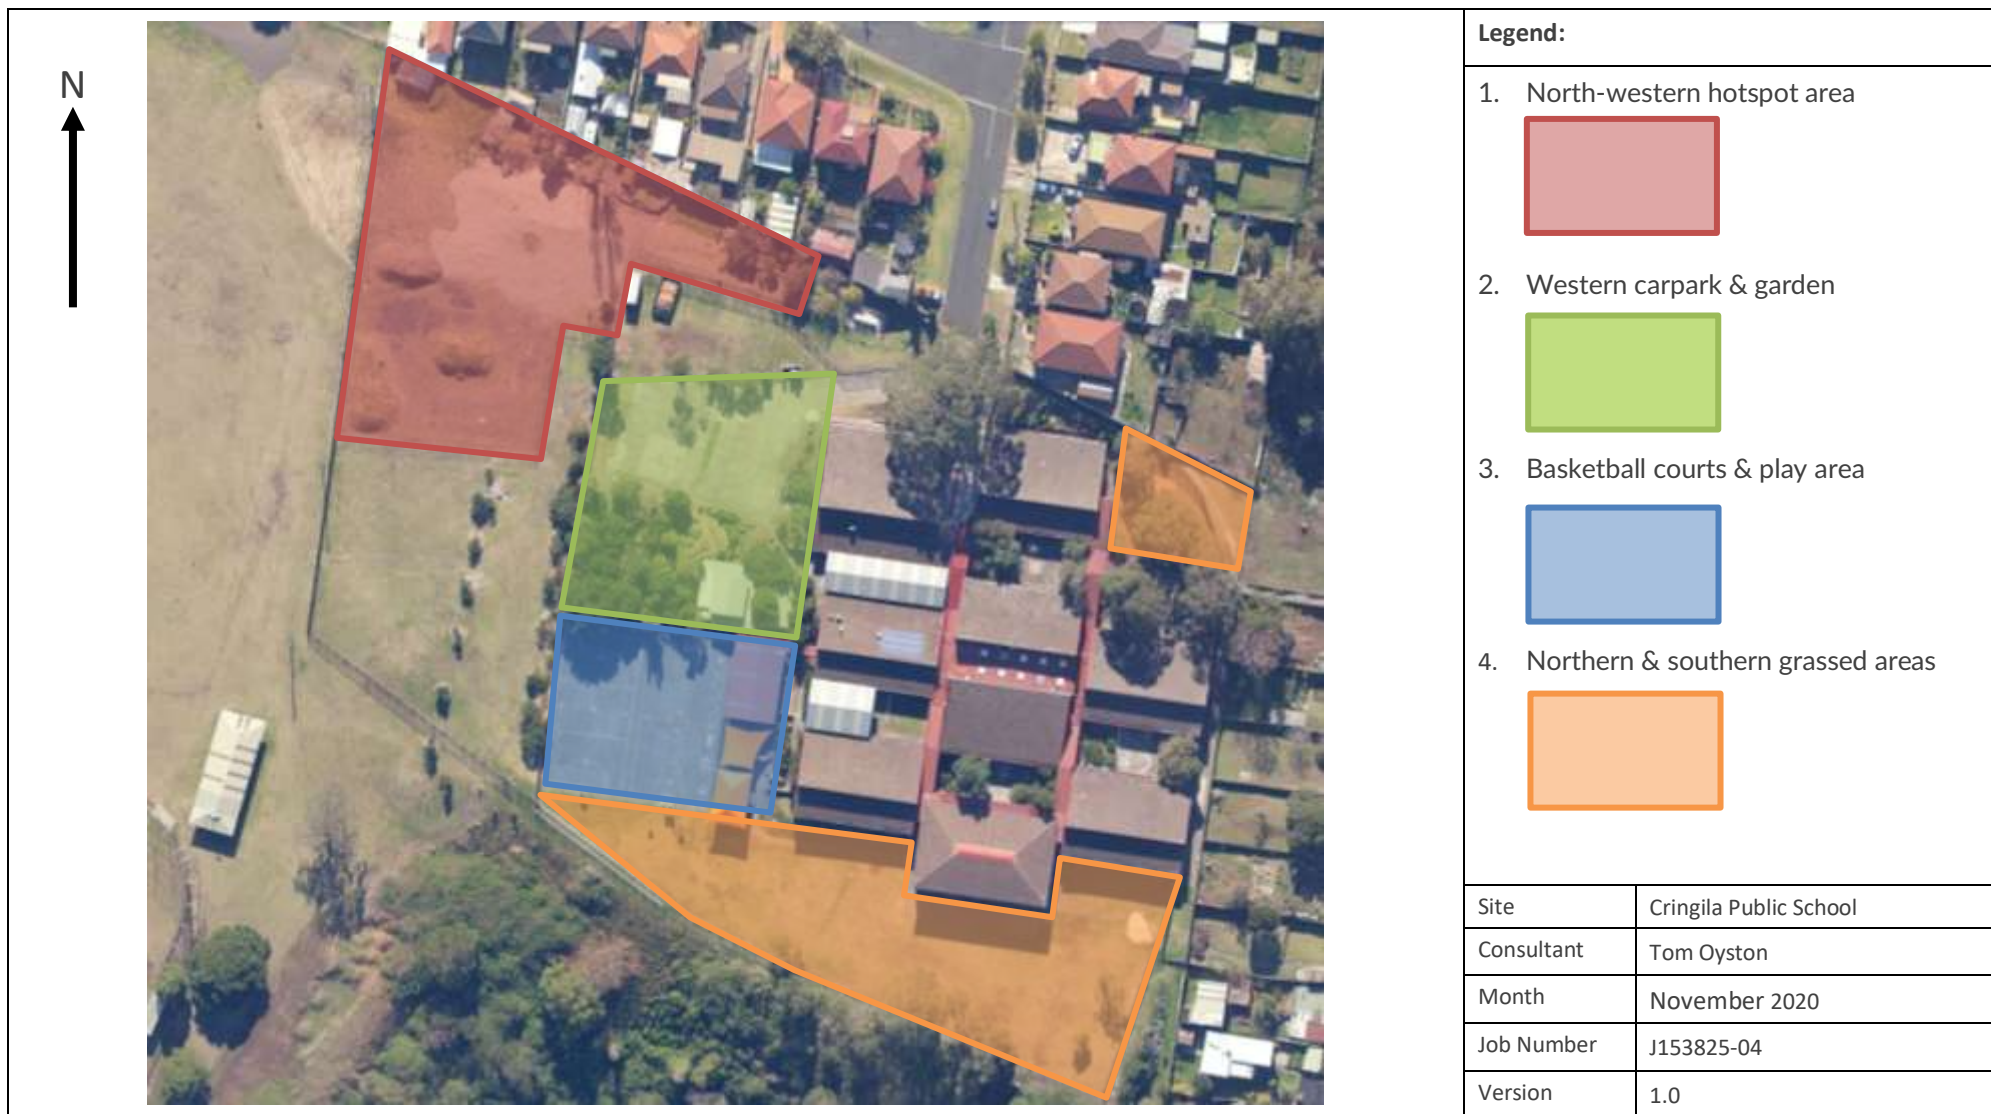 N
Legend:
1. North-western hotspot area
2. Western carpark & garden
3. Basketball courts & play area
4. Northern & southern grassed areas
Site Cringila Public School
Consultant Tom Oyston
Month November 2020
Job Number J153825-04
Version 1.0